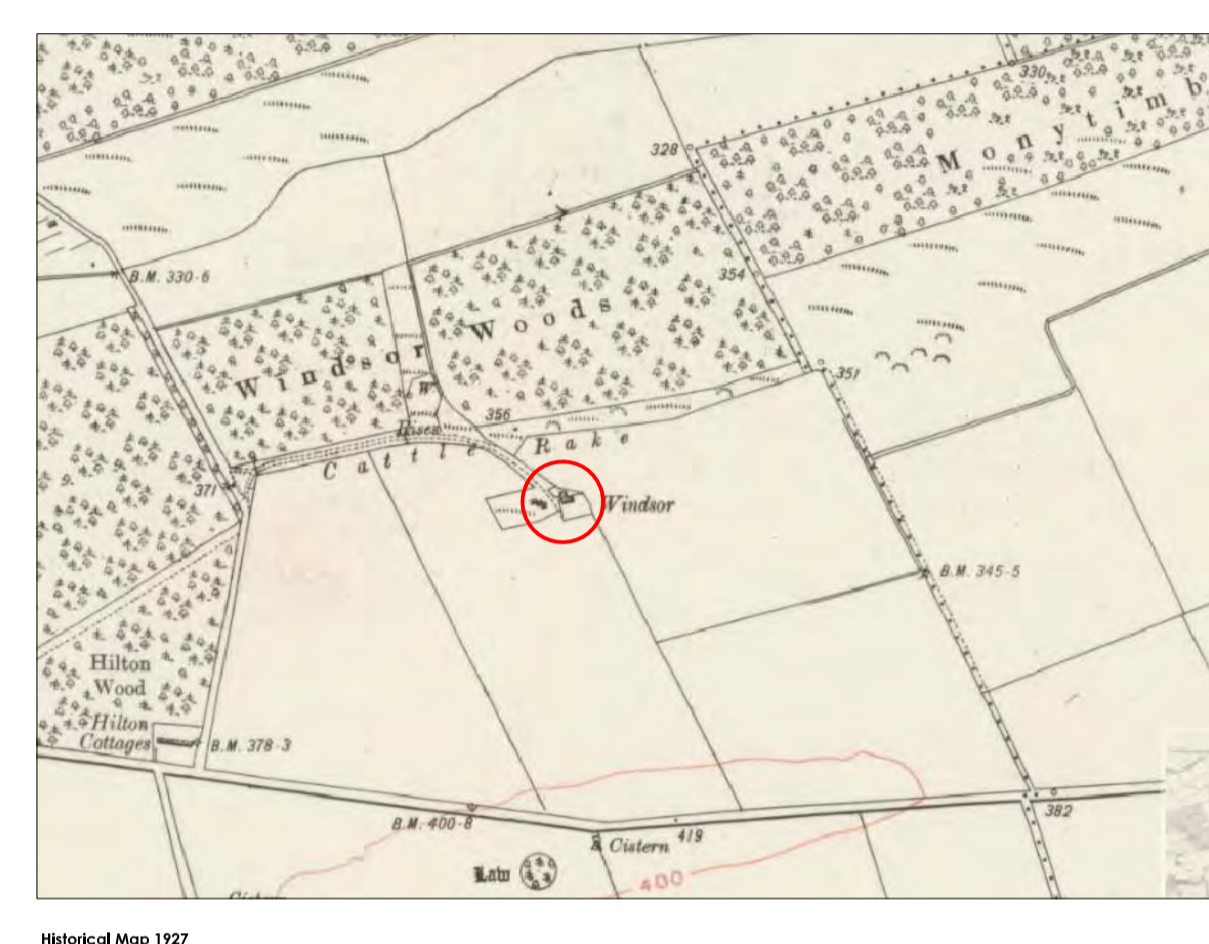 330
Monytimb
328
354
B.M. 330·6
Windsor Woods
W
351
356
Rises
Cattle Rake
371
Windsor
B.M. 345·5
Hilton
Wood
Hilton
Cottages
B.M. 378·3
B.M. 400·8
419
382
Cistern
Law
400
Historical Map 1927